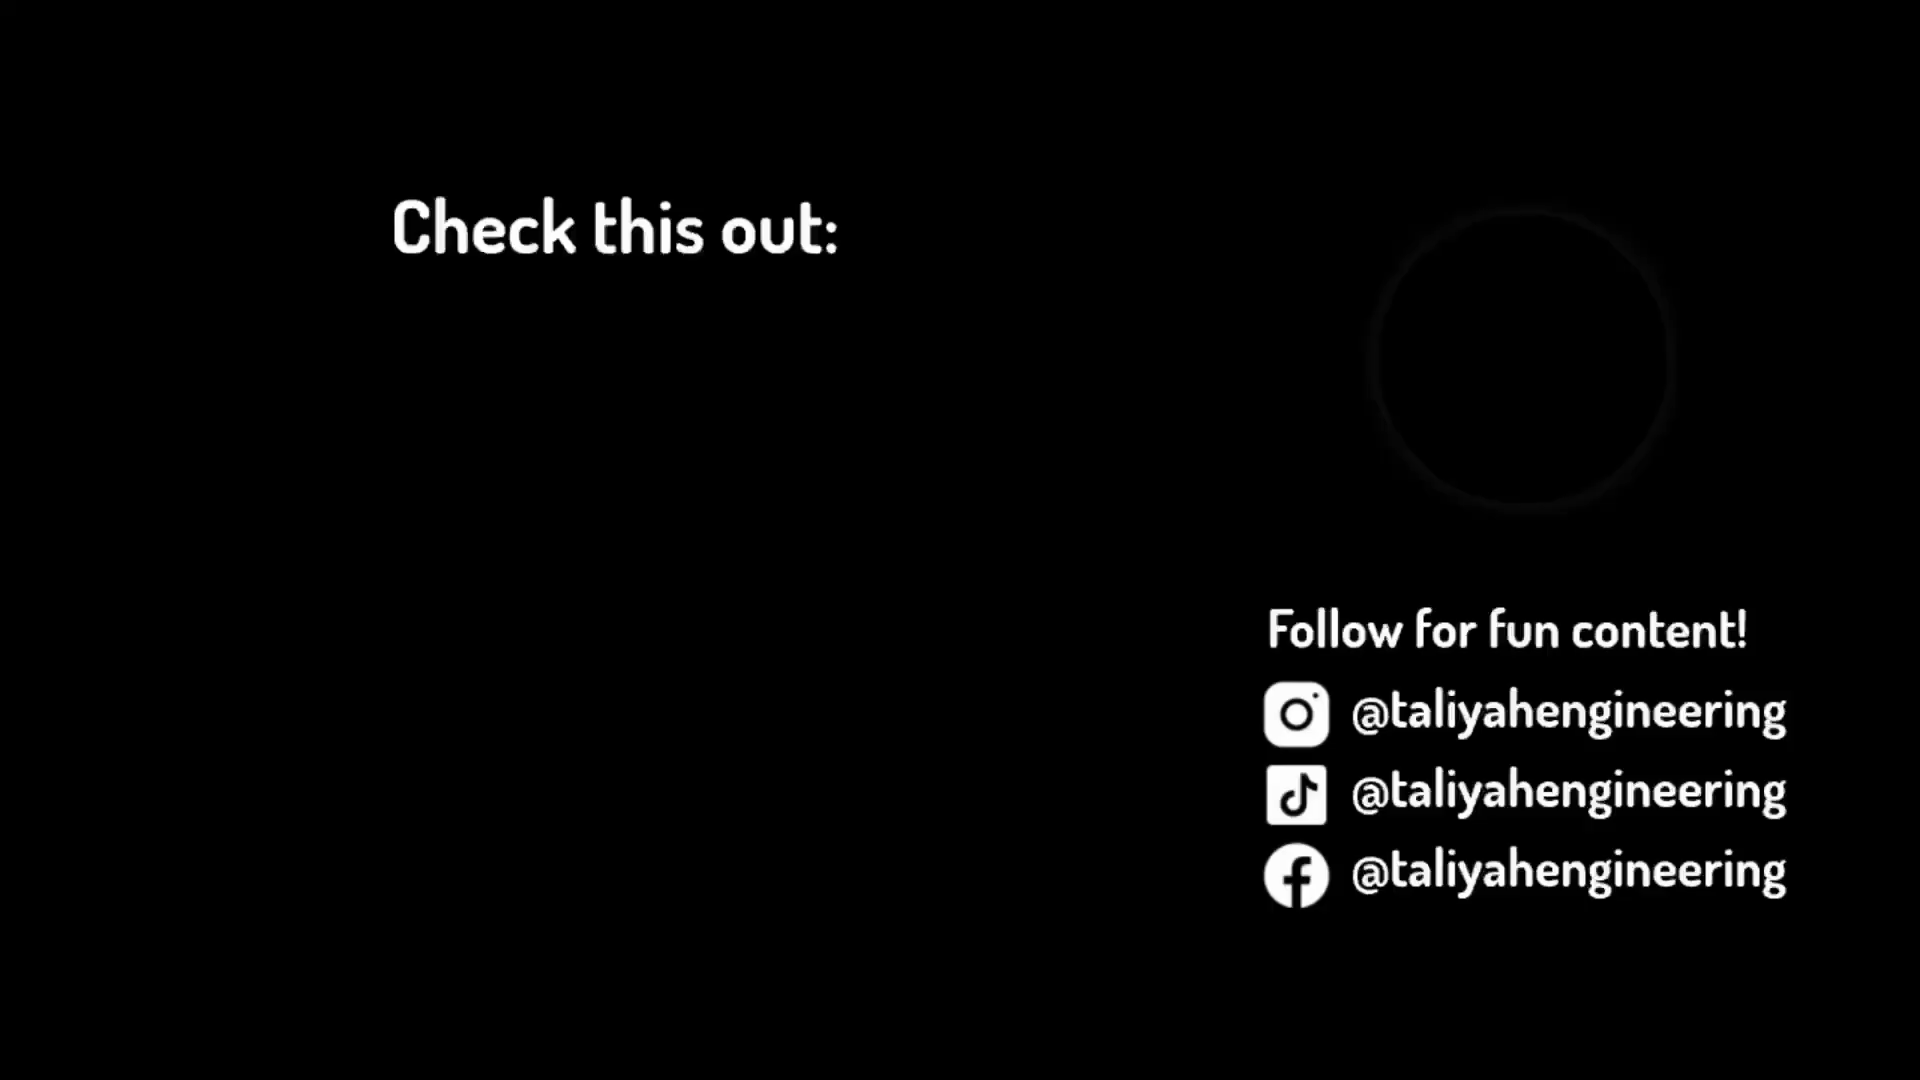 Check this out:
Follow for fun content!
@taliyahengineering
@taliyahengineering
@taliyahengineering